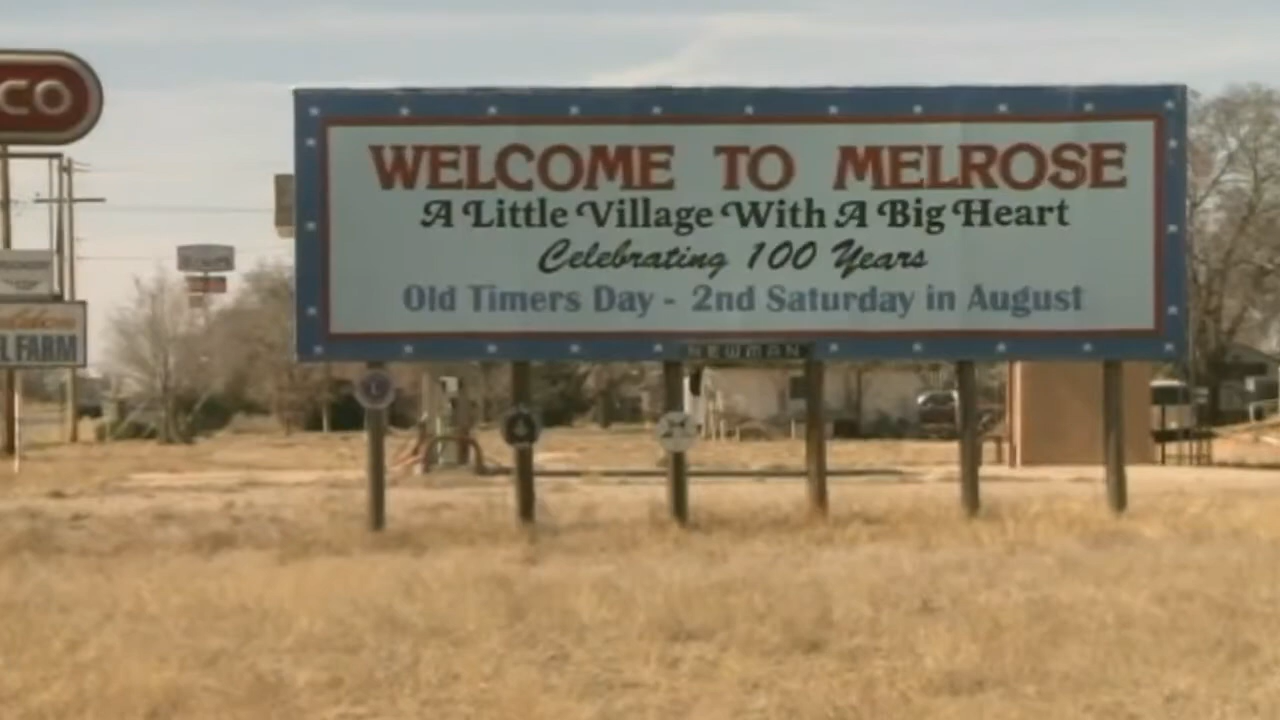 CO
WELCOME TO MELROSE
A Little Village With A Big Heart
Celebrating 100 Years
Old Timers Day - 2nd Saturday in August
NEWMAN
L FARM